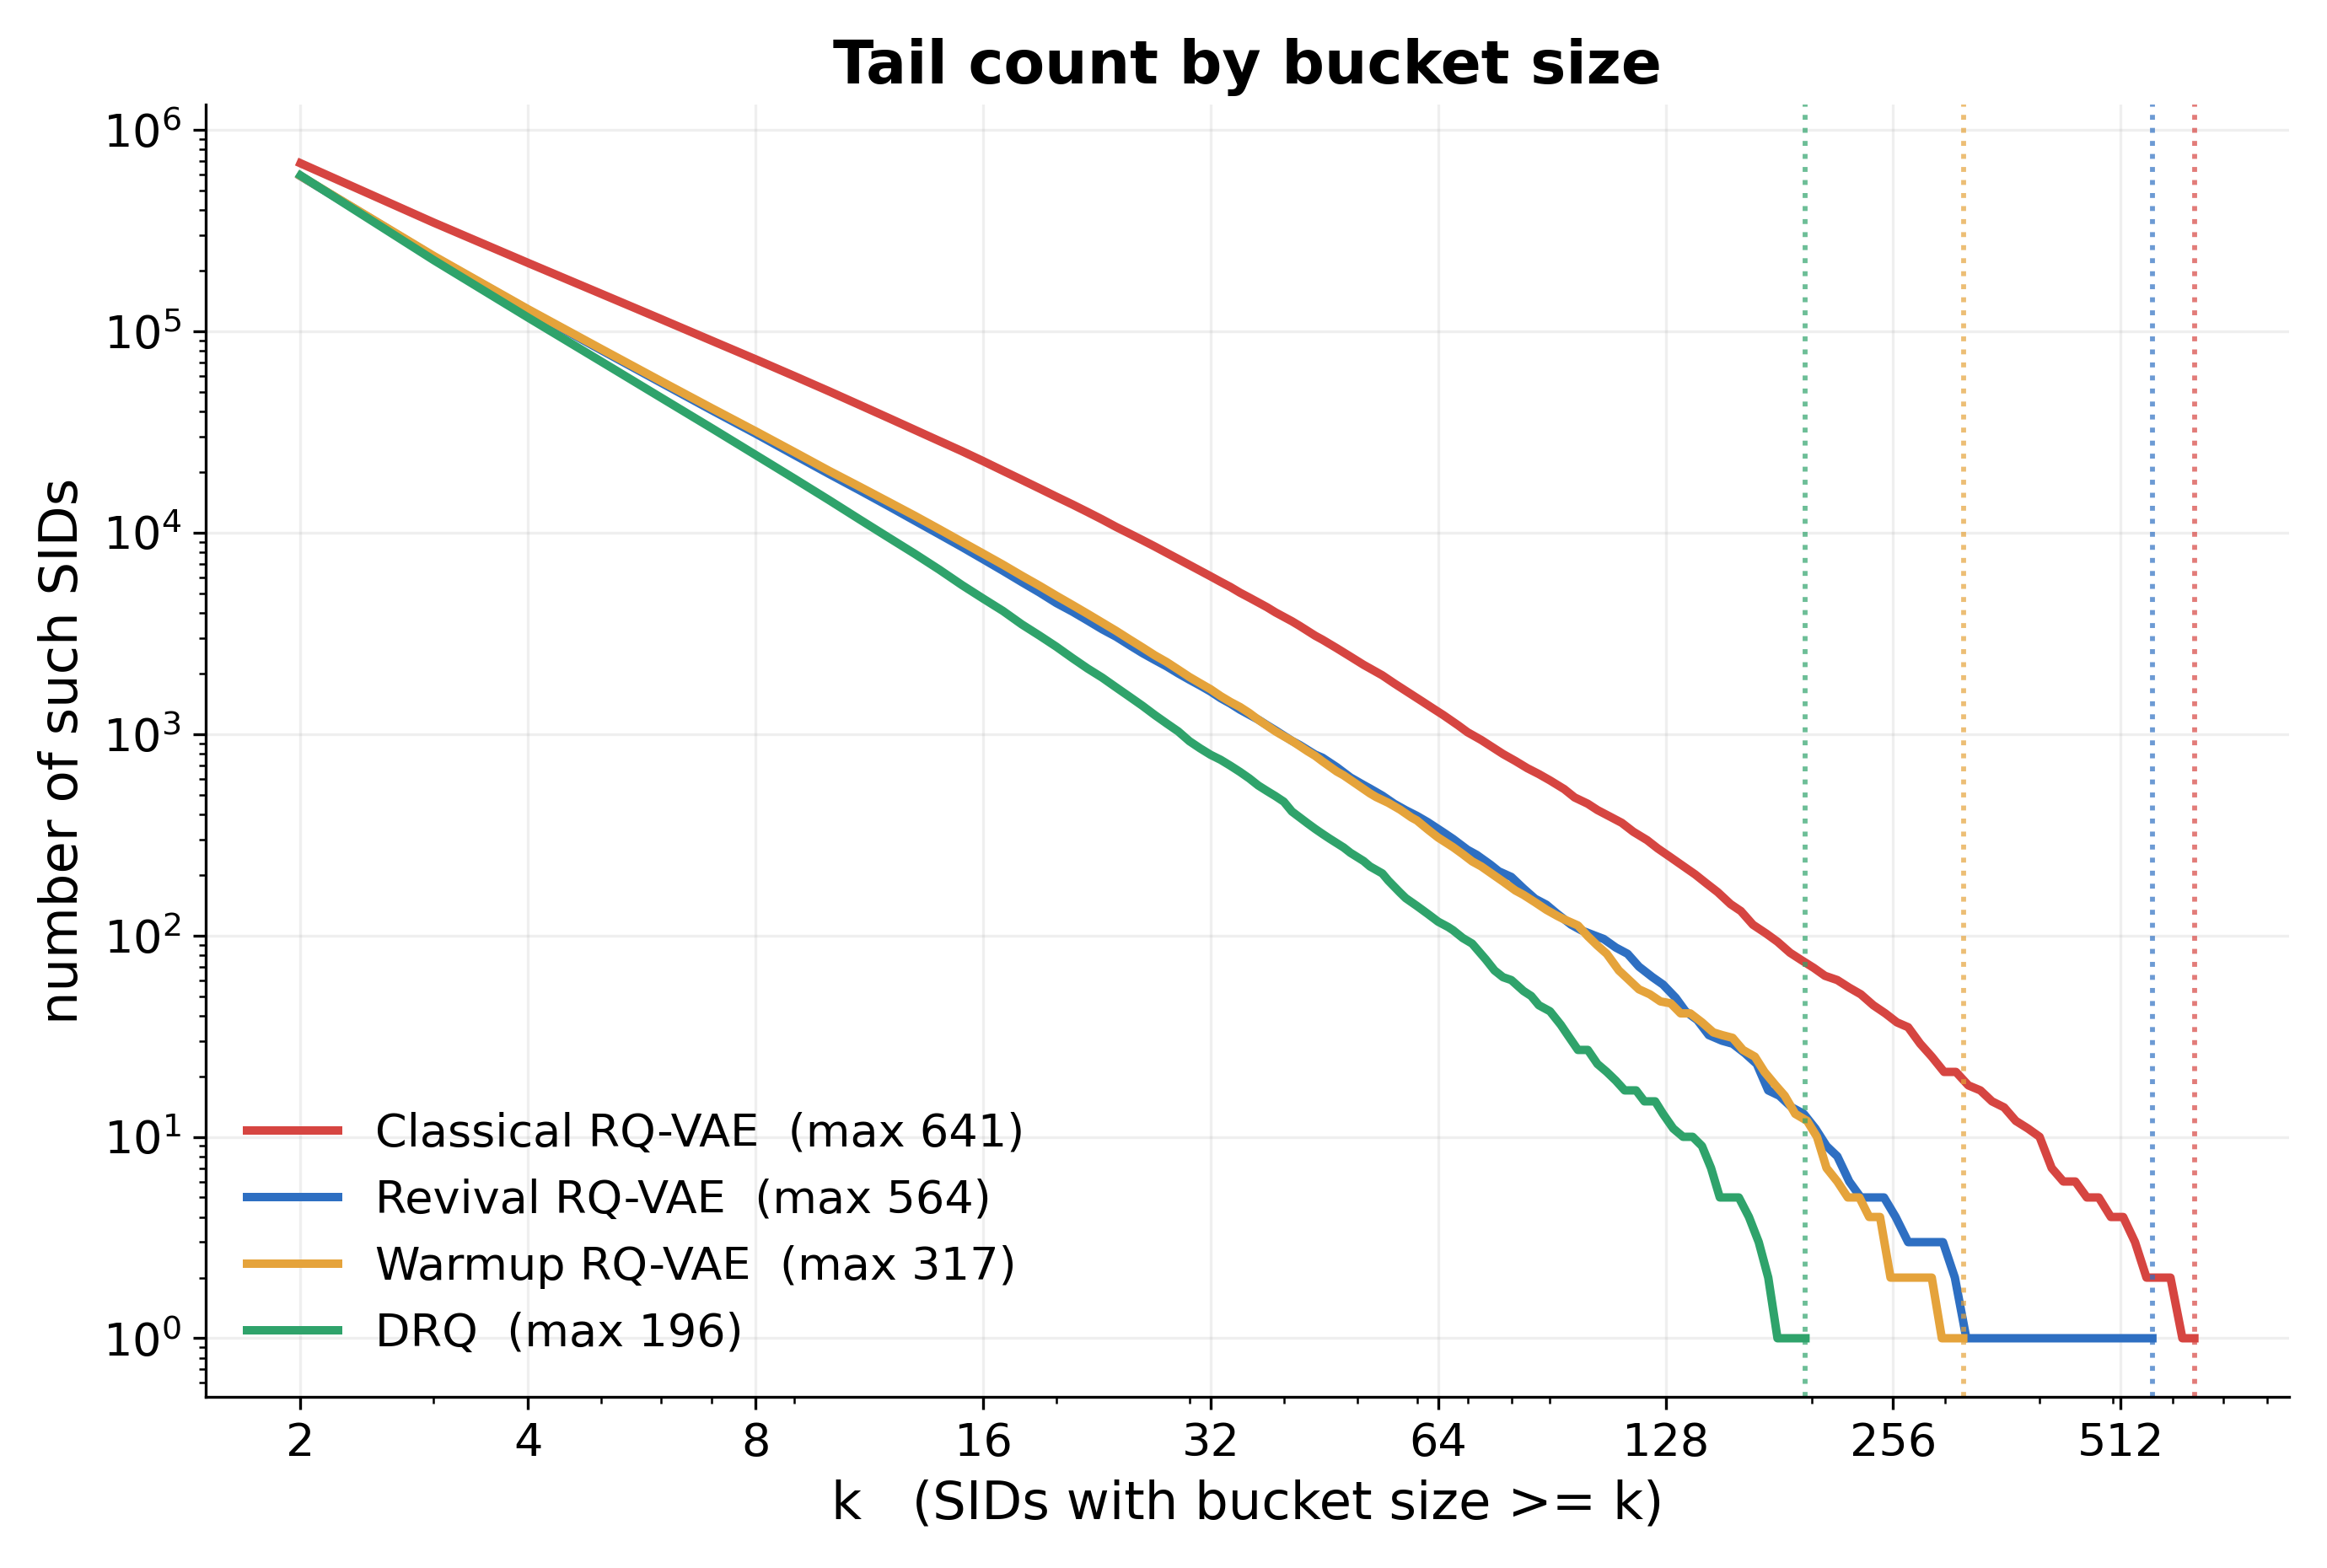 Tail count by bucket size
number of such SIDs
10^6
10^5
10^4
10^3
10^2
10^1
10^0
Classical RQ-VAE (max 641)
Revival RQ-VAE (max 564)
Warmup RQ-VAE (max 317)
DRQ (max 196)
2 4 8 16 32 64 128 256 512
k (SIDs with bucket size >= k)